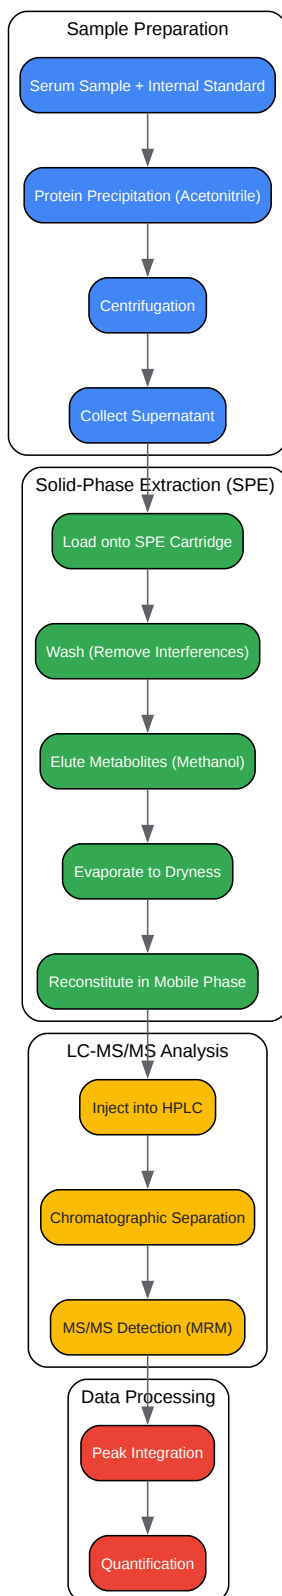 Sample Preparation
Serum Sample + Internal Standard
Protein Precipitation (Acetonitrile)
Centrifugation
Collect Supernatant
Solid-Phase Extraction (SPE)
Load onto SPE Cartridge
Wash (Remove Interferences)
Elute Metabolites (Methanol)
Evaporate to Dryness
Reconstitute in Mobile Phase
LC-MS/MS Analysis
Inject into HPLC
Chromatographic Separation
MS/MS Detection (MRM)
Data Processing
Peak Integration
Quantification